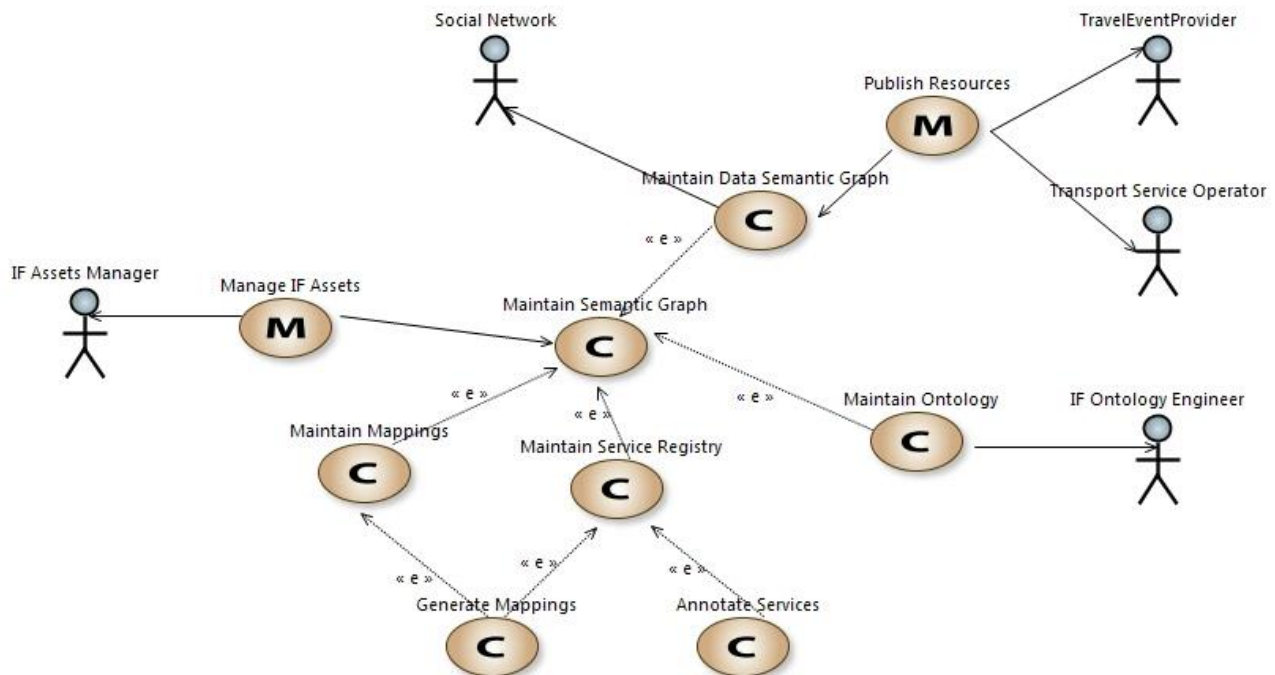 Social Network
TravelEventProvider
Publish Resources
M
Maintain Data Semantic Graph
C
Transport Service Operator
« e »
IF Assets Manager
Manage IF Assets
M
Maintain Semantic Graph
C
« e »
« e »
« e »
Maintain Ontology
C
IF Ontology Engineer
Maintain Mappings
C
Maintain Service Registry
C
« e »
« e »
« e »
Generate Mappings
C
Annotate Services
C